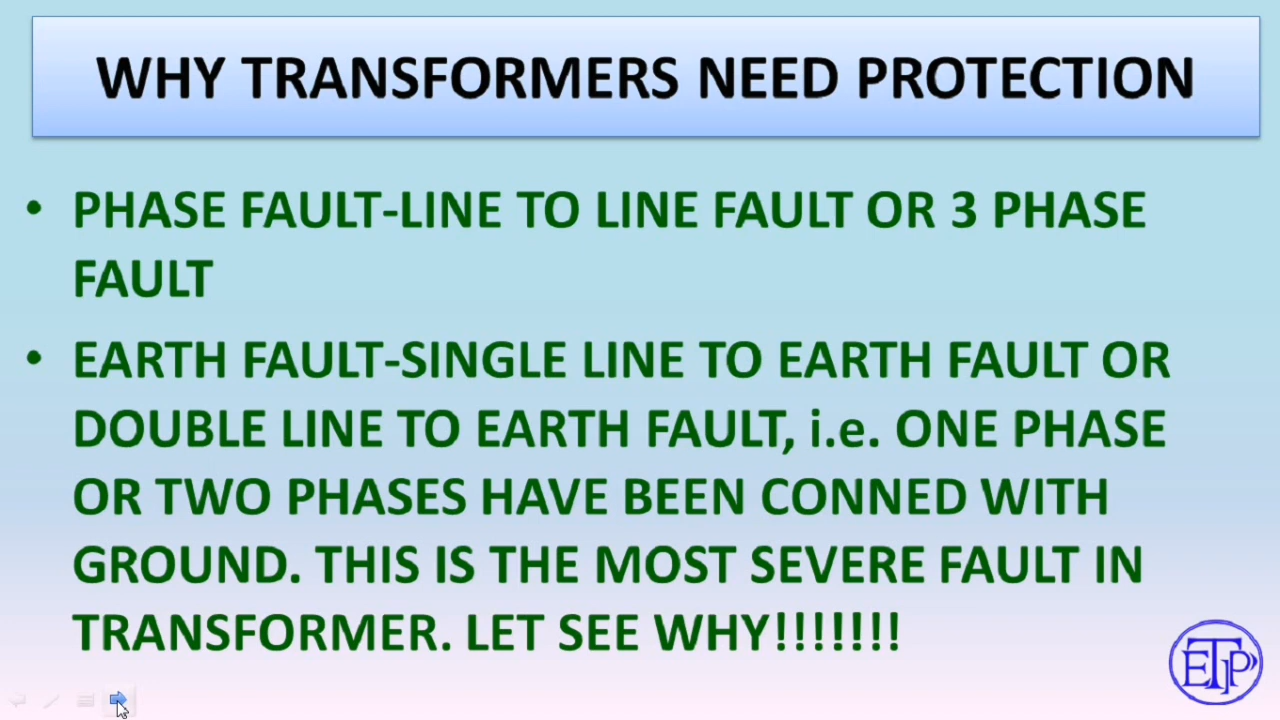 WHY TRANSFORMERS NEED PROTECTION
• PHASE FAULT-LINE TO LINE FAULT OR 3 PHASE
FAULT
• EARTH FAULT-SINGLE LINE TO EARTH FAULT OR
DOUBLE LINE TO EARTH FAULT, i.e. ONE PHASE
OR TWO PHASES HAVE BEEN CONNED WITH
GROUND. THIS IS THE MOST SEVERE FAULT IN
TRANSFORMER. LET SEE WHY!!!!!!!